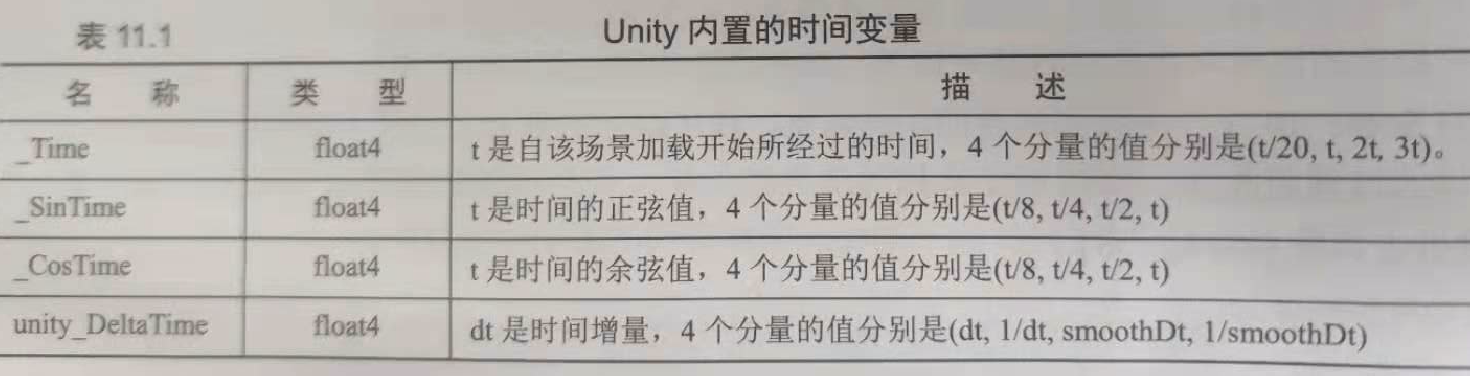 表 11.1 Unity 内置的时间变量
名 称 类 型 描 述
_Time float4 t 是自该场景加载开始所经过的时间，4 个分量的值分别是(t/20, t, 2t, 3t)。
_SinTime float4 t 是时间的正弦值，4 个分量的值分别是(t/8, t/4, t/2, t)
_CosTime float4 t 是时间的余弦值，4 个分量的值分别是(t/8, t/4, t/2, t)
unity_DeltaTime float4 dt 是时间增量，4 个分量的值分别是(dt, 1/dt, smoothDt, 1/smoothDt)